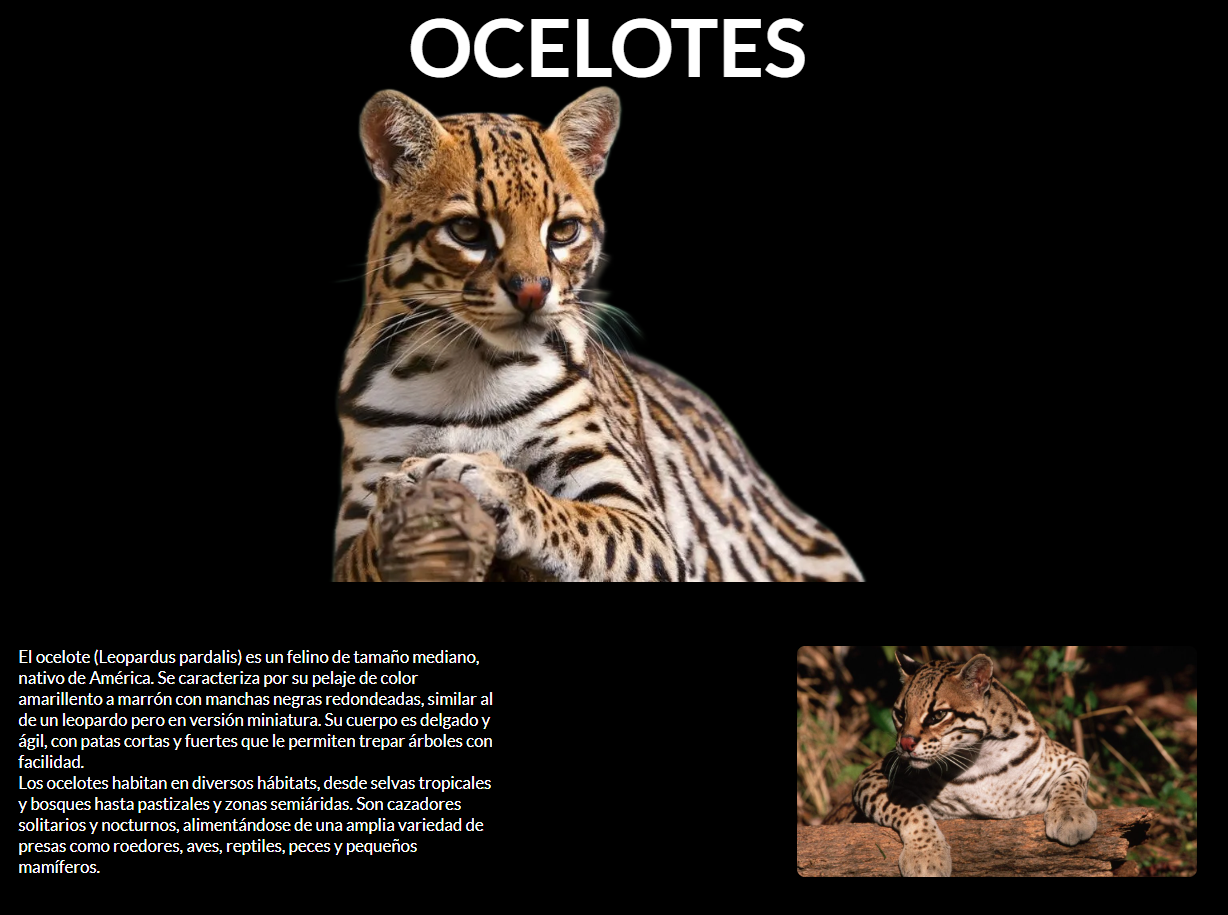 OCELOTES
El ocelote (Leopardus pardalis) es un felino de tamaño mediano,
nativo de América. Se caracteriza por su pelaje de color
amarillento a marrón con manchas negras redondeadas, similar al
de un leopardo pero en versión miniatura. Su cuerpo es delgado y
ágil, con patas cortas y fuertes que le permiten trepar árboles con
facilidad.
Los ocelotes habitan en diversos hábitats, desde selvas tropicales
y bosques hasta pastizales y zonas semiáridas. Son cazadores
solitarios y nocturnos, alimentándose de una amplia variedad de
presas como roedores, aves, reptiles, peces y pequeños
mamíferos.